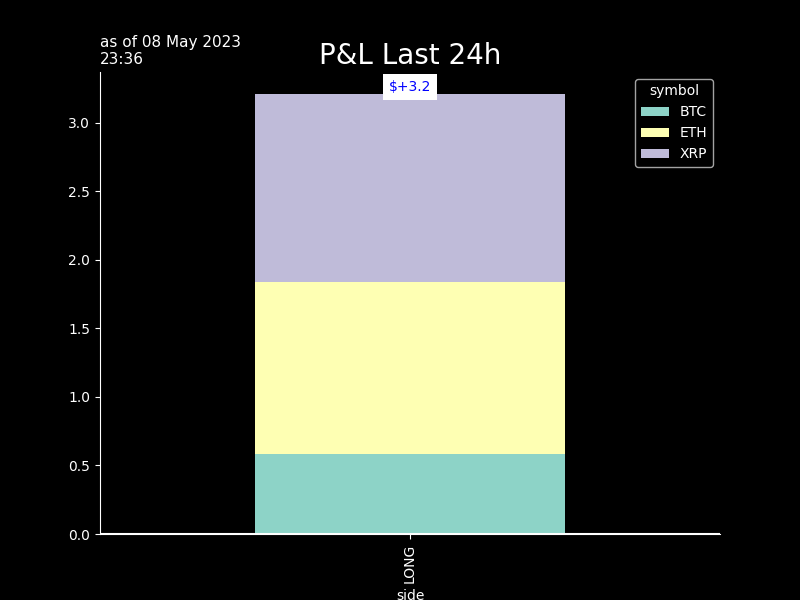 as of 08 May 2023
23:36
P&L Last 24h
$+3.2
symbol
BTC
ETH
XRP
3.0
2.5
2.0
1.5
1.0
0.5
0.0
LONG
side